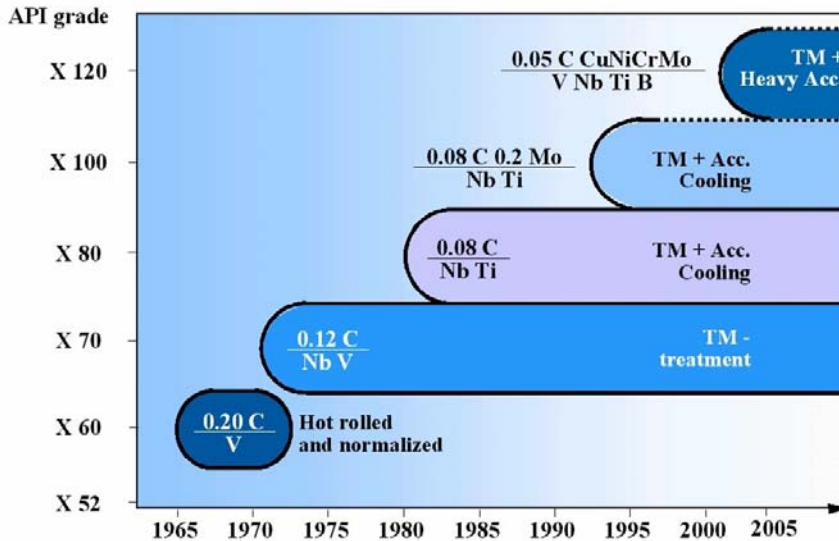 API grade
X 120
0.05 C CuNiCrMo
V Nb Ti B
TM +
Heavy Acc.
X 100
0.08 C 0.2 Mo
Nb Ti
TM + Acc.
Cooling
X 80
0.08 C
Nb Ti
TM + Acc.
Cooling
X 70
0.12 C
Nb V
TM -
treatment
X 60
0.20 C
V
Hot rolled
and normalized
X 52
1965 1970 1975 1980 1985 1990 1995 2000 2005